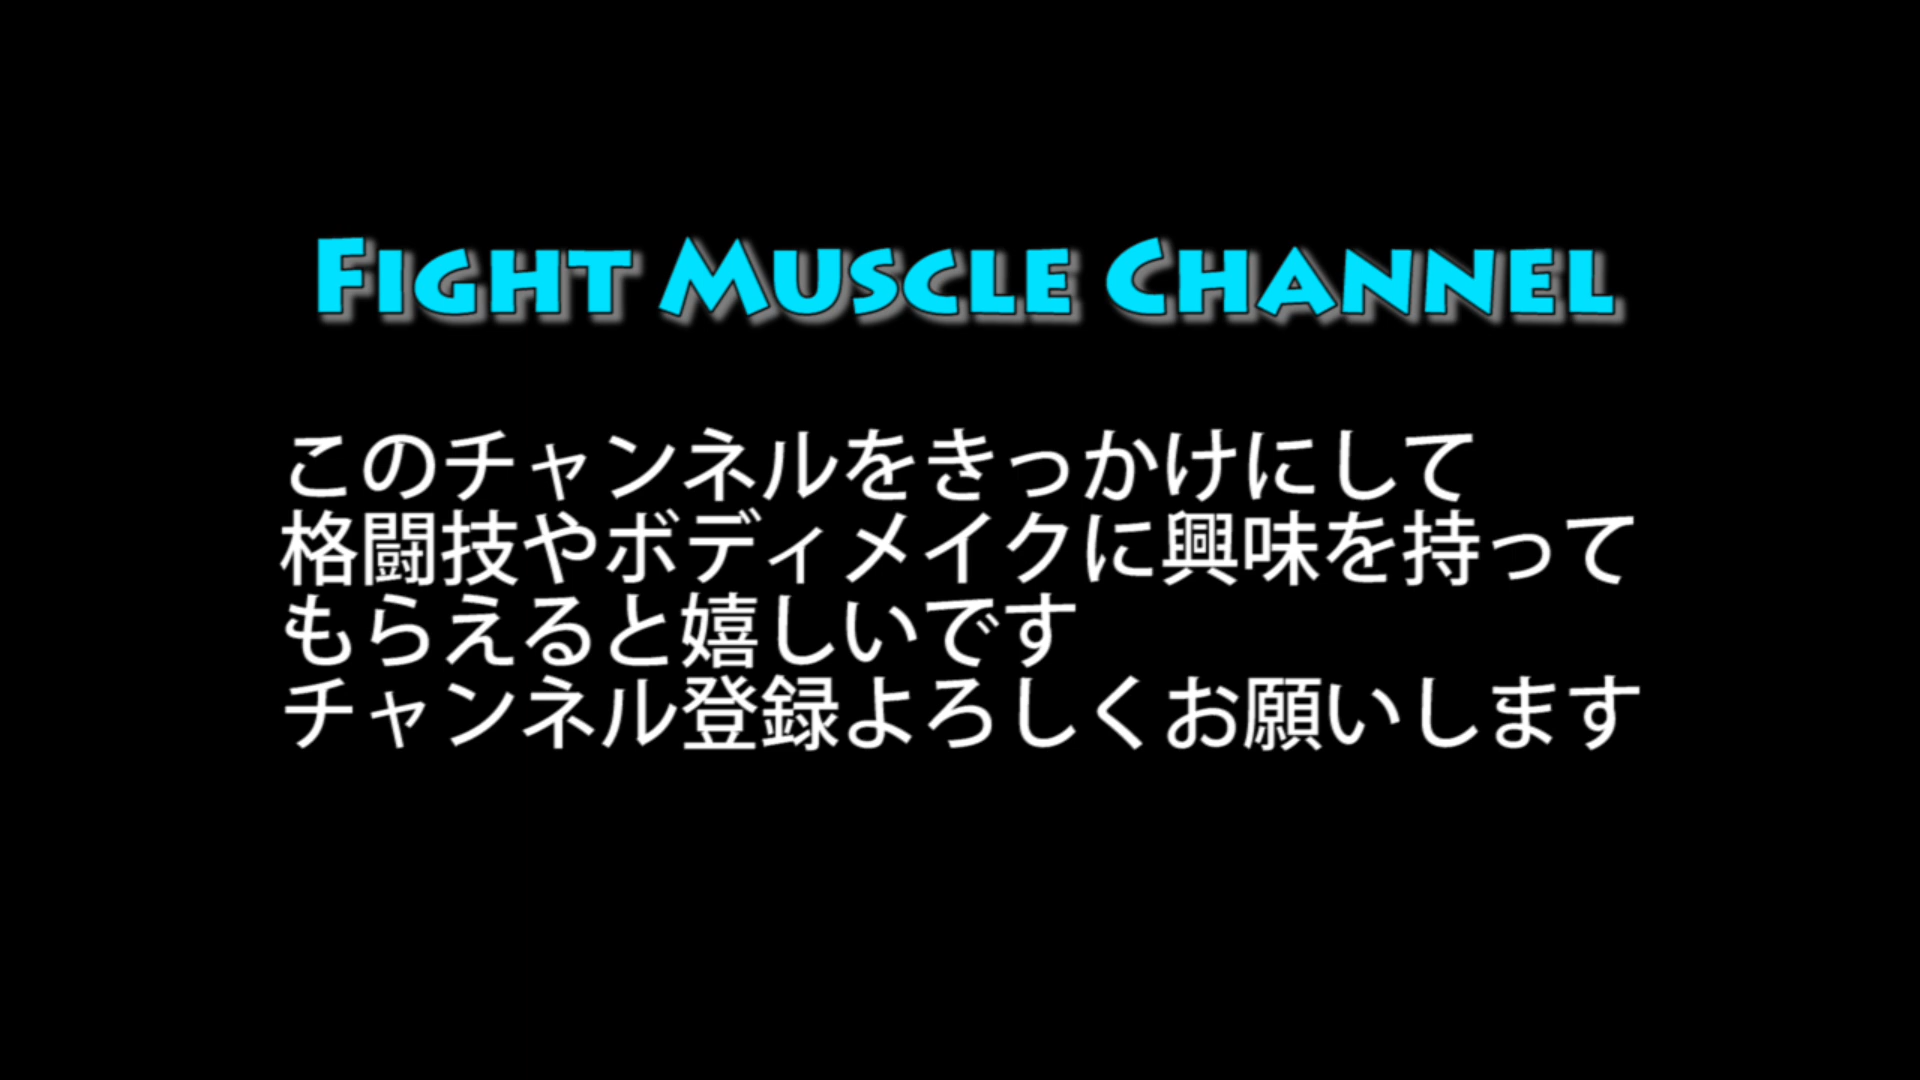 FIGHT MUSCLE CHANNEL
このチャンネルをきっかけにして
格闘技やボディメイクに興味を持って
もらえると嬉しいです
チャンネル登録よろしくお願いします